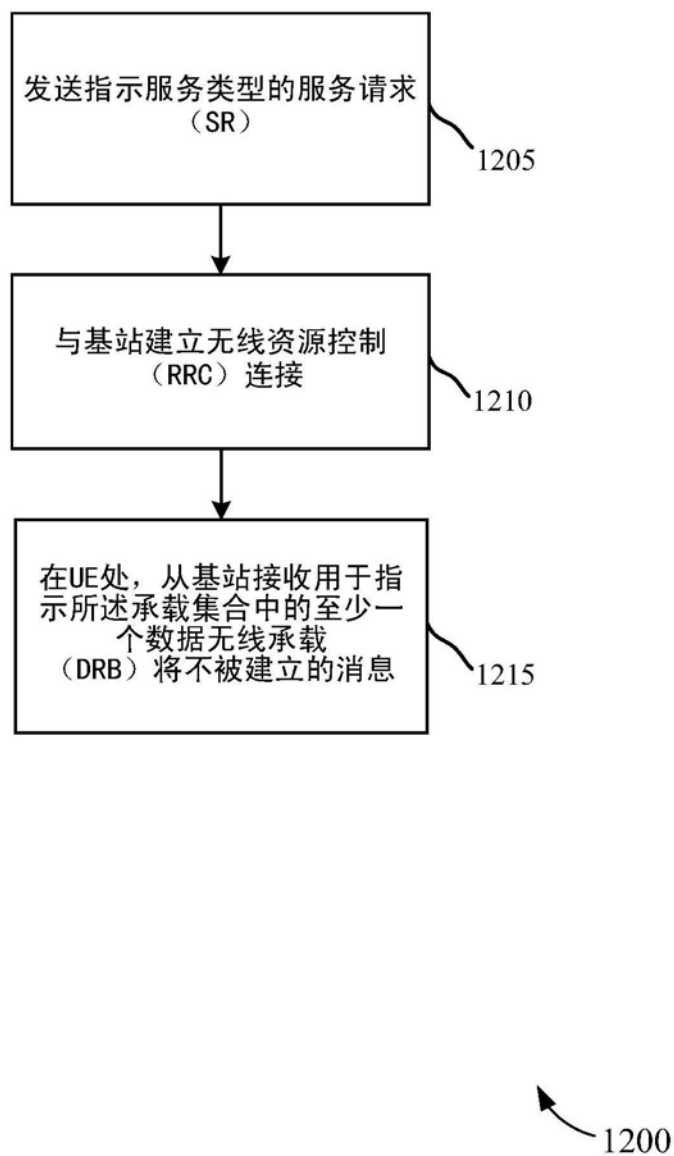 发送指示服务类型的服务请求
（SR）
1205
与基站建立无线资源控制
（RRC）连接
1210
在UE处，从基站接收用于指
示所述承载集合中的至少一
个数据无线承载
（DRB）将不被建立的消息
1215
1200